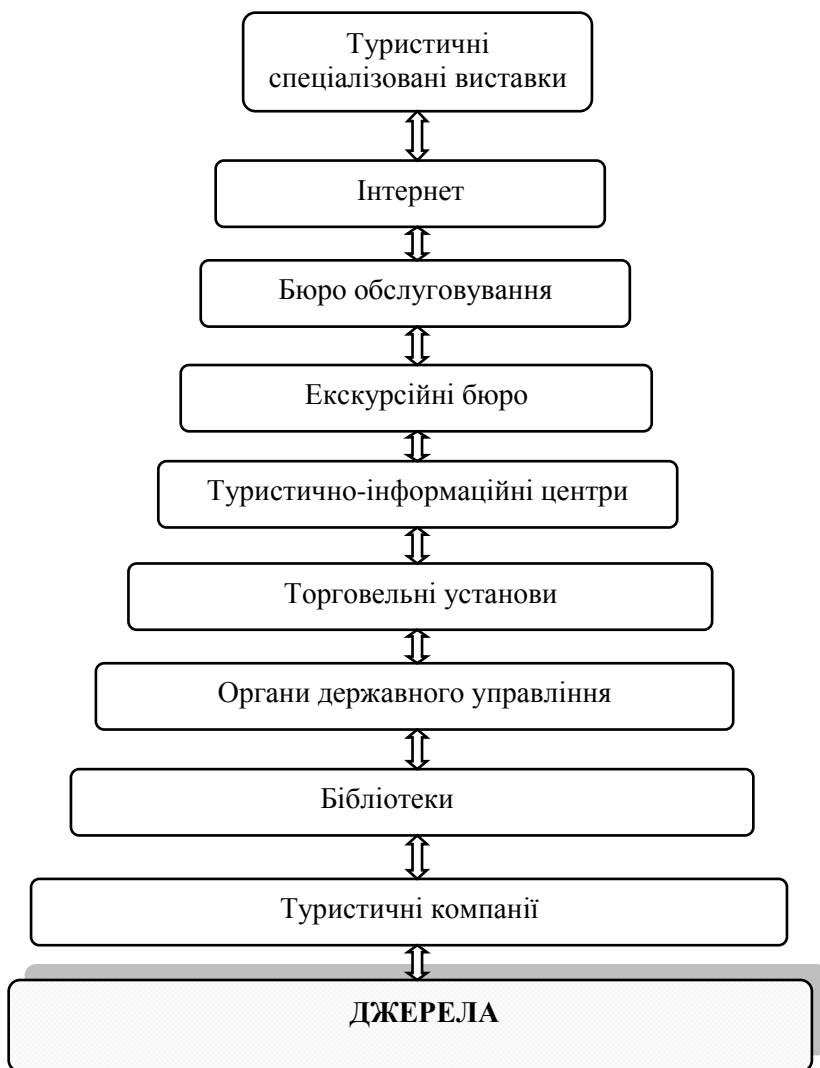 Туристичні
спеціалізовані виставки
Інтернет
Бюро обслуговування
Екскурсійні бюро
Туристично-інформаційні центри
Торговельні установи
Органи державного управління
Бібліотеки
Туристичні компанії
ДЖЕРЕЛА